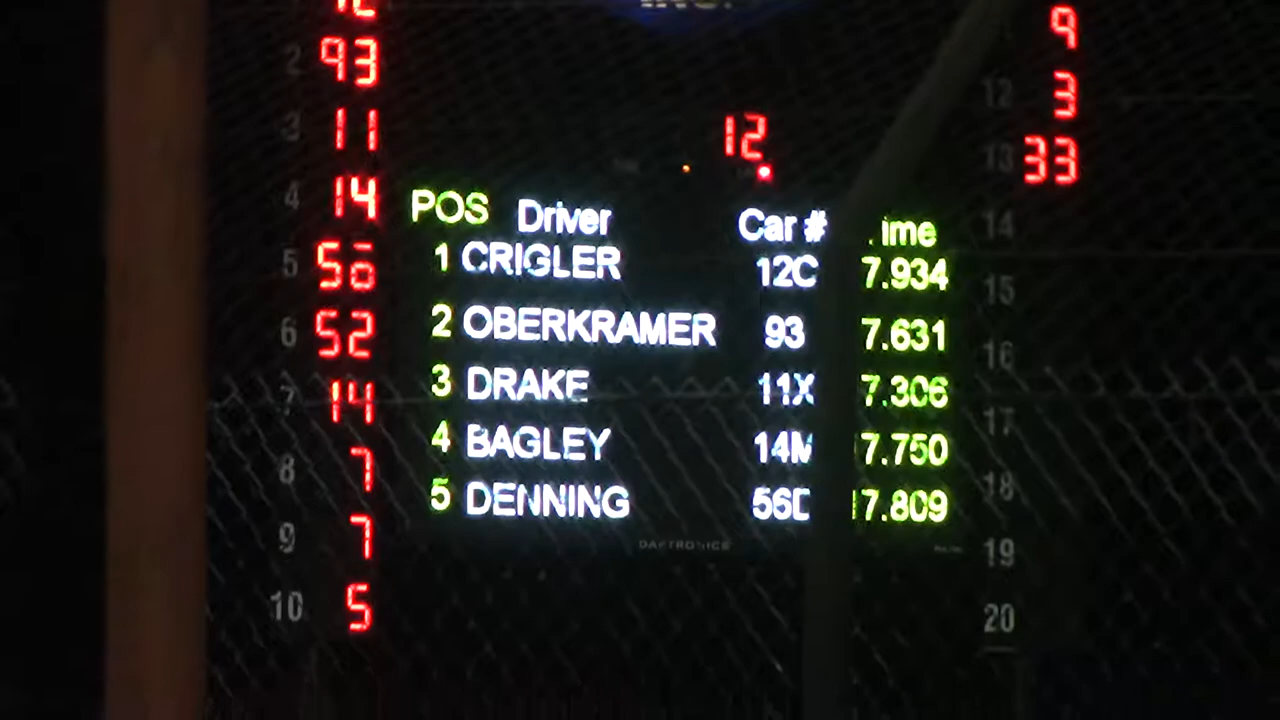 2 93
3 11
4 14
5 56
6 52
7 14
8 7
9 7
10 5
12.
POS Driver Car # ime
1 CRIGLER 12C 7.934
2 OBERKRAMER 93 7.631
3 DRAKE 11X 7.306
4 BAGLEY 14M 7.750
5 DENNING 56D 17.809
DAKTRONICS
9
12 3
13 33
14
15
16
17
18
19
20